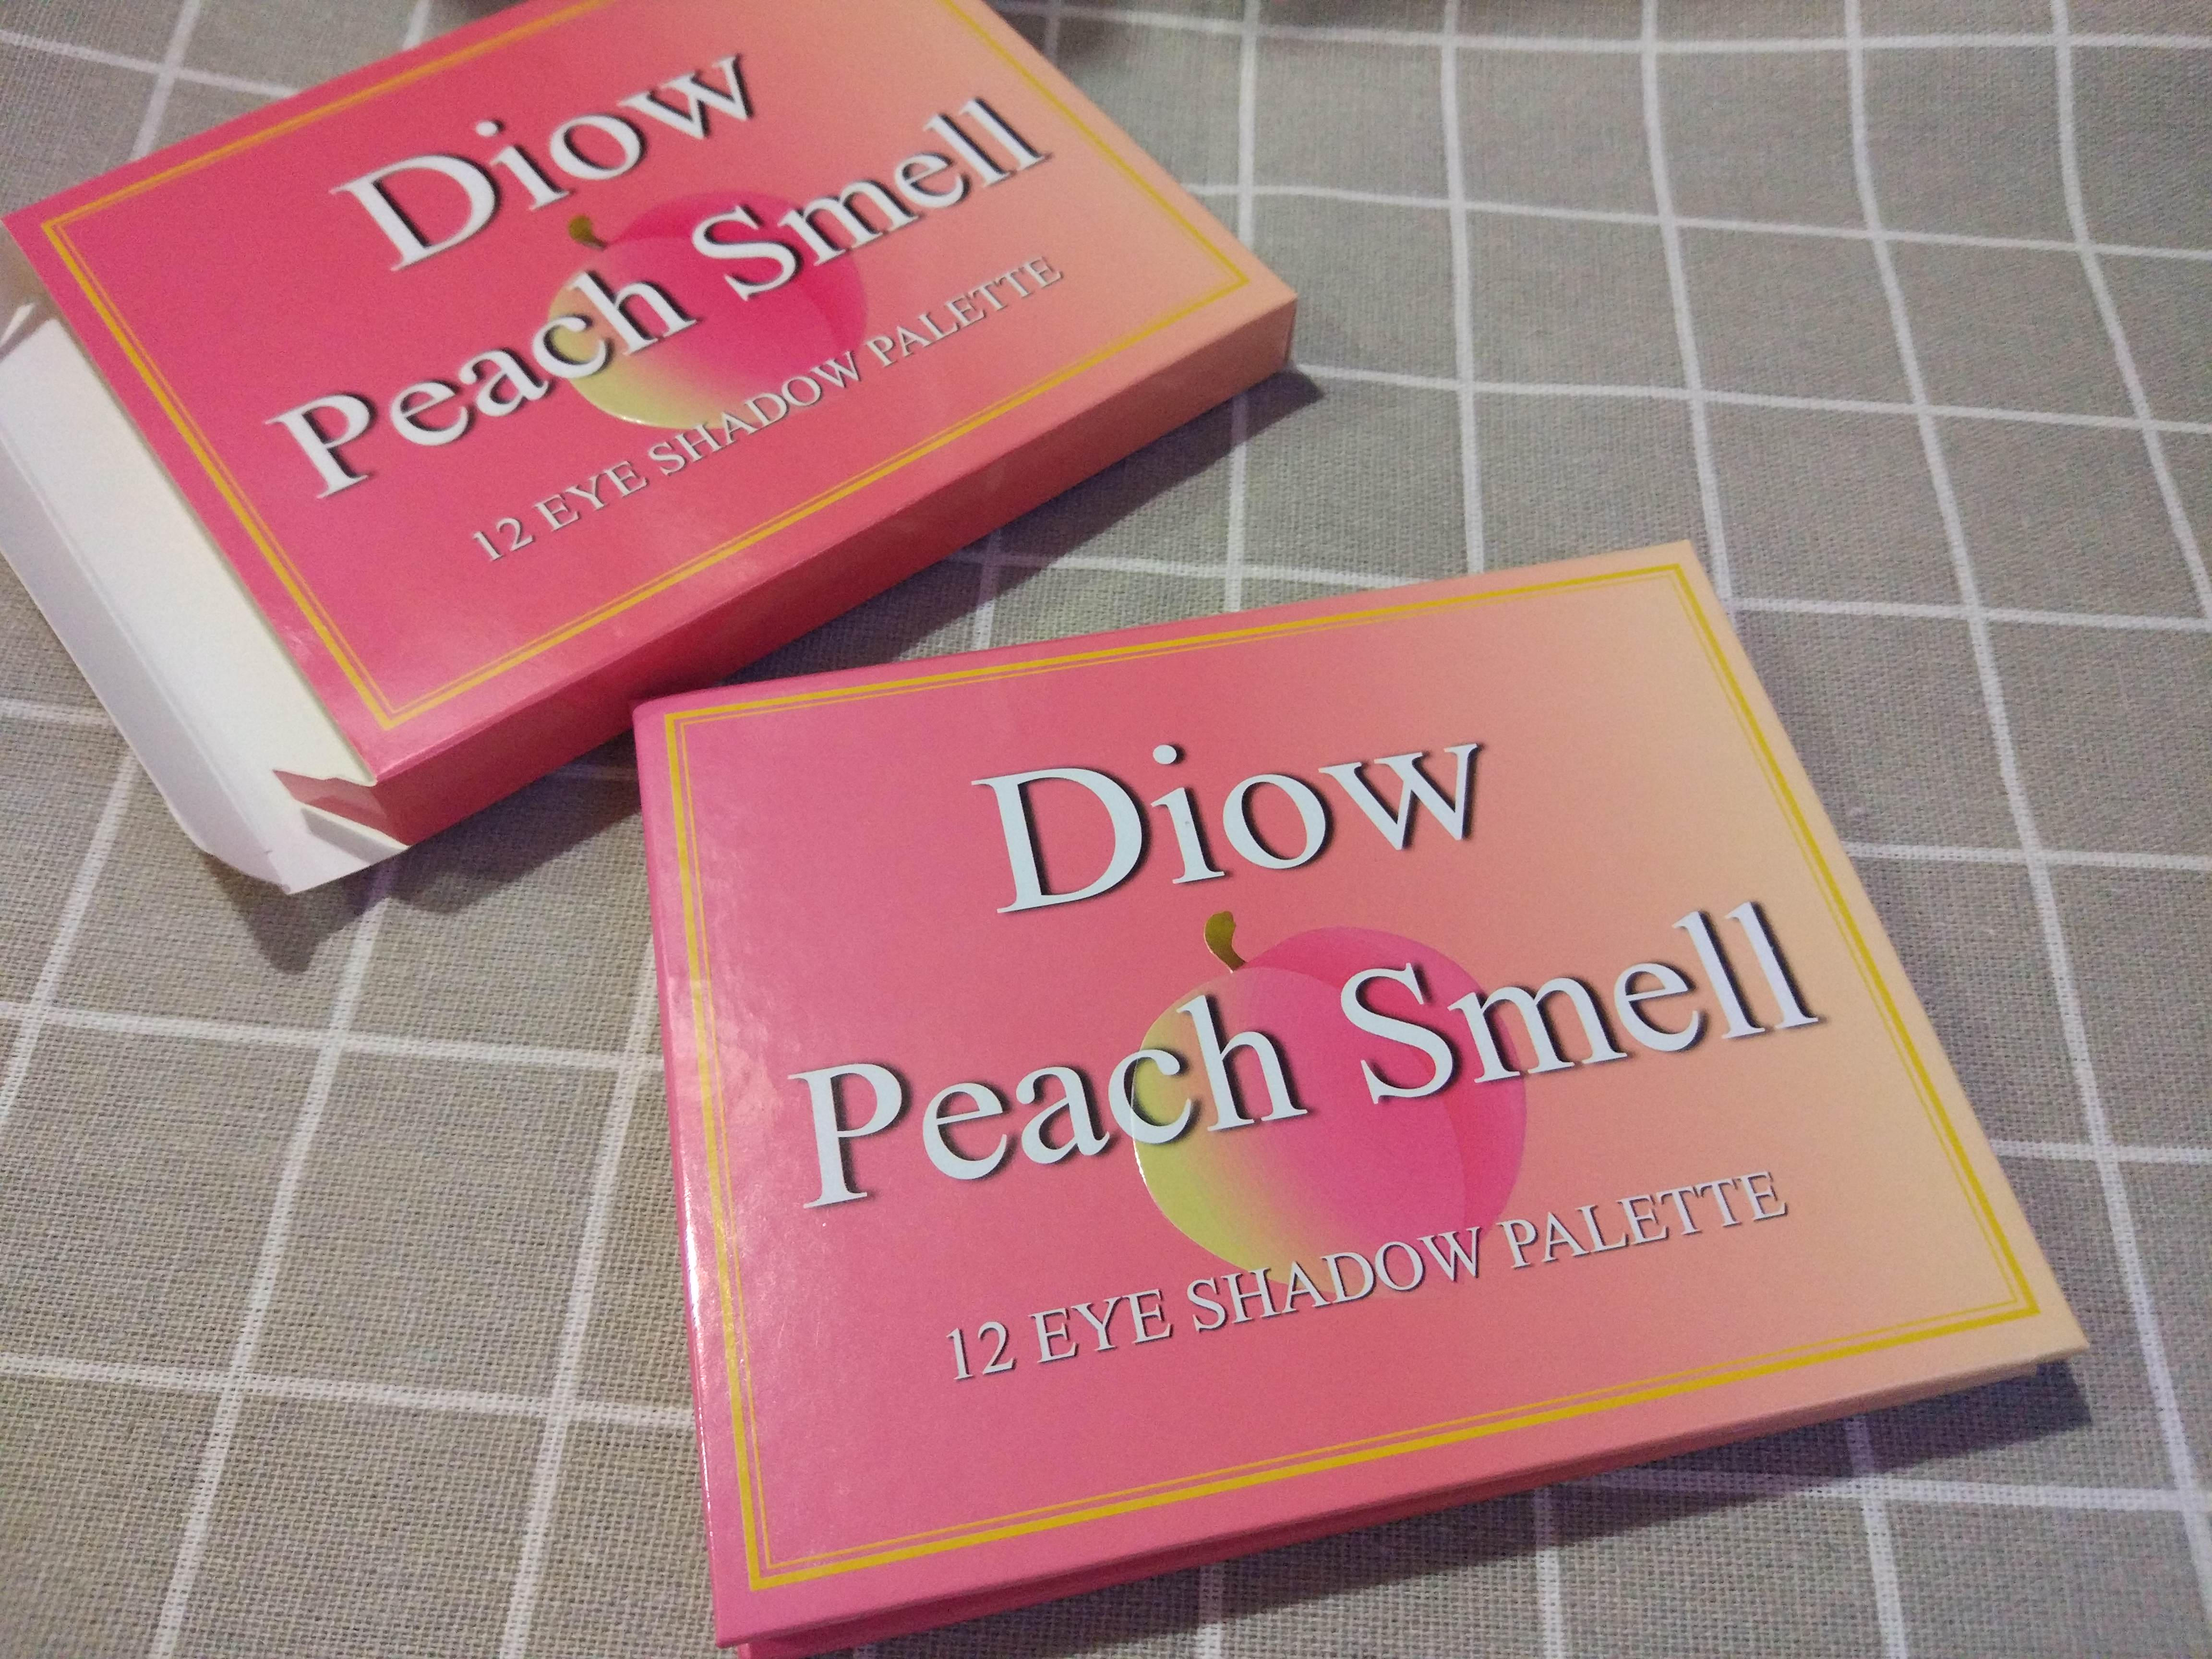 Diow
Peach Smell
12 EYE SHADOW PALETTE
Diow
Peach Smell
12 EYE SHADOW PALETTE